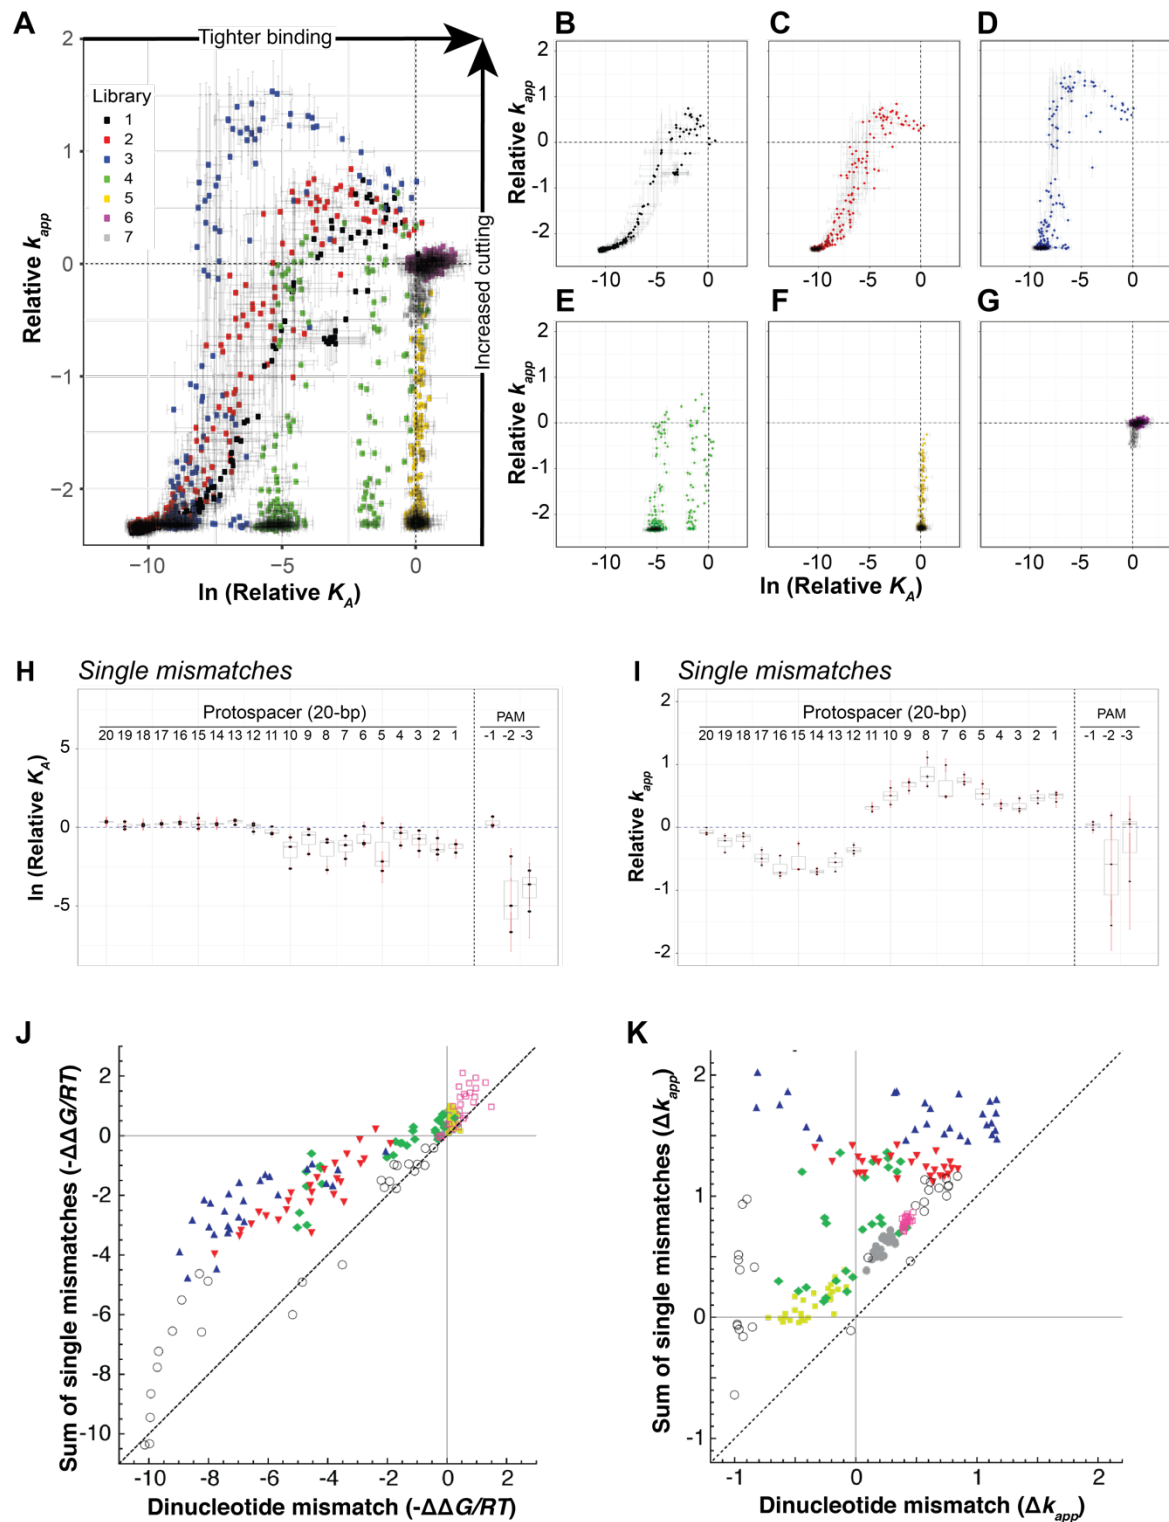 A
Tighter binding
Increased cutting
Library
1
2
3
4
5
6
7
2
1
0
−1
−2
−10
−5
0
Relative kapp
ln (Relative KA)
B
C
D
Relative kapp
2
1
0
-1
-2
-10 -5 0
-10 -5 0
-10 -5 0
E
F
G
Relative kapp
2
1
0
-1
-2
-10 -5 0
-10 -5 0
-10 -5 0
ln (Relative KA)
H Single mismatches
Protospacer (20-bp)
PAM
20 19 18 17 16 15 14 13 12 11 10 9 8 7 6 5 4 3 2 1
-1 -2 -3
5
0
-5
ln (Relative KA)
I Single mismatches
Protospacer (20-bp)
PAM
20 19 18 17 16 15 14 13 12 11 10 9 8 7 6 5 4 3 2 1
-1 -2 -3
2
1
0
-1
-2
Relative kapp
J
2
0
-2
-4
-6
-8
-10
Sum of single mismatches (-ΔΔG/RT)
-10 -8 -6 -4 -2 0 2
Dinucleotide mismatch (-ΔΔG/RT)
K
2
1
0
-1
Sum of single mismatches (Δkapp)
-1 0 1 2
Dinucleotide mismatch (Δkapp)